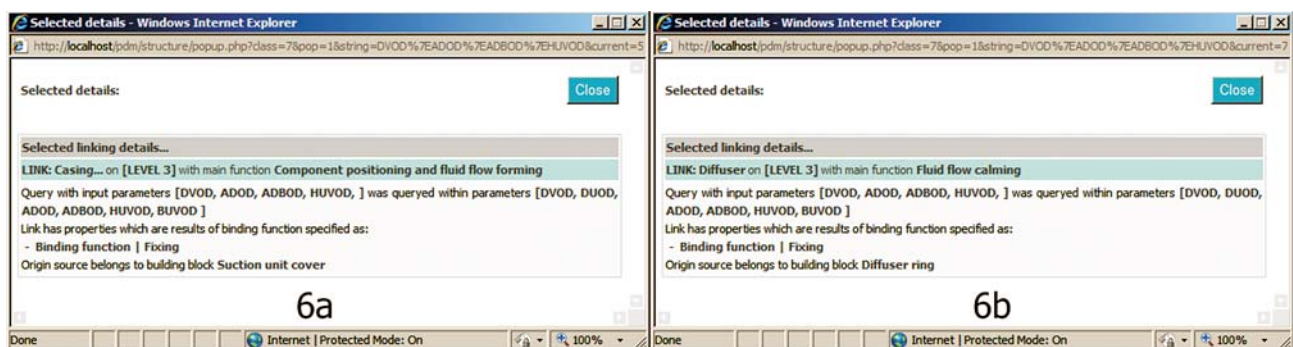 Selected details - Windows Internet Explorer
http://localhost/pdm/structure/popup.php?class=7&pop=1&string=DVOD%7EADOD%7EADBOD%7EHUVOD&current=5
Selected details:
Close
Selected linking details...
LINK: Casing... on [LEVEL 3] with main function Component positioning and fluid flow forming
Query with input parameters [DVOD, ADOD, ADBOD, HUVOD, ] was queryed within parameters [DVOD, DUOD,
ADOD, ADBOD, HUVOD, BUVOD ]
Link has properties which are results of binding function specified as:
- Binding function | Fixing
Origin source belongs to building block Suction unit cover
6a
Done
Internet | Protected Mode: On
100%
Selected details - Windows Internet Explorer
http://localhost/pdm/structure/popup.php?class=7&pop=1&string=DVOD%7EADOD%7EADBOD%7EHUVOD&current=7
Selected details:
Close
Selected linking details...
LINK: Diffuser on [LEVEL 3] with main function Fluid flow calming
Query with input parameters [DVOD, ADOD, ADBOD, HUVOD, ] was queryed within parameters [DVOD, DUOD,
ADOD, ADBOD, HUVOD, BUVOD ]
Link has properties which are results of binding function specified as:
- Binding function | Fixing
Origin source belongs to building block Diffuser ring
6b
Done
Internet | Protected Mode: On
100%